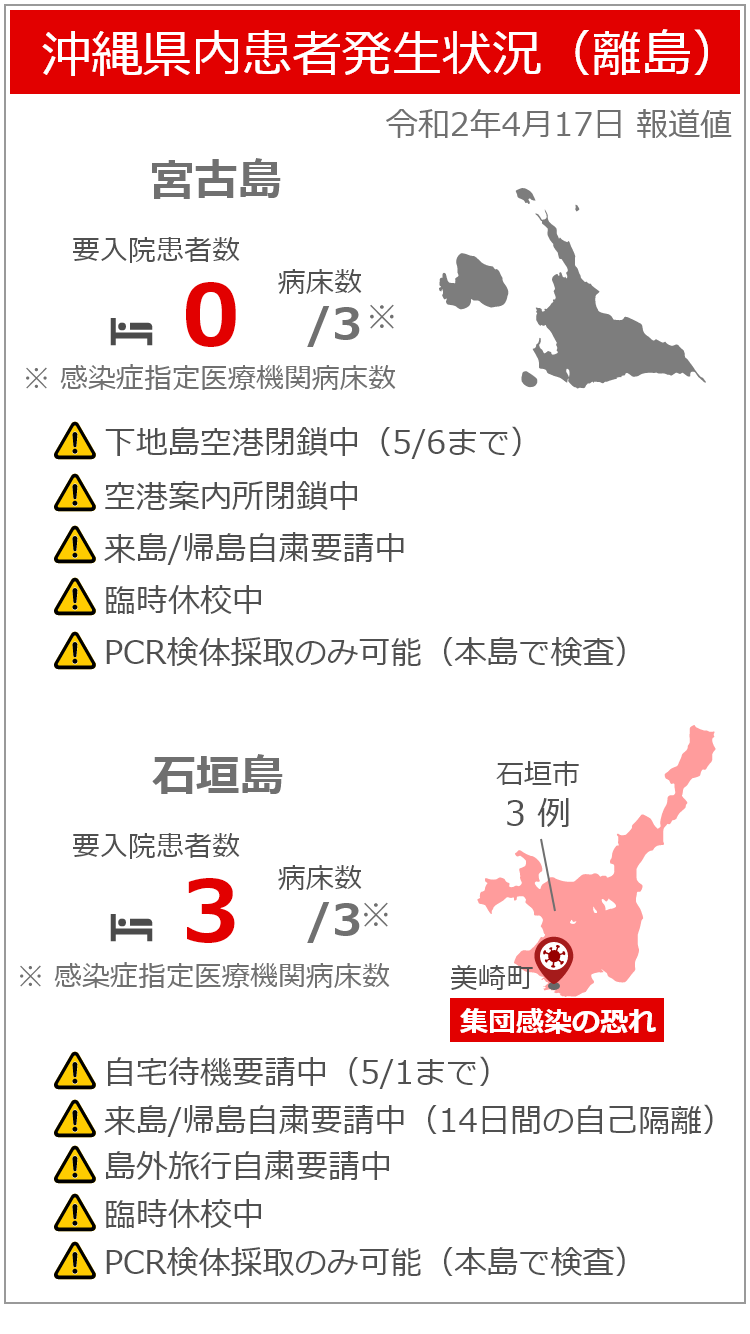 沖縄県内患者発生状況（離島）
令和2年4月17日 報道値
宮古島
要入院患者数
病床数
0
/3※
※ 感染症指定医療機関病床数
下地島空港閉鎖中（5/6まで）
空港案内所閉鎖中
来島/帰島自粛要請中
臨時休校中
PCR検体採取のみ可能（本島で検査）
石垣島
石垣市
3 例
要入院患者数
病床数
3
/3※
※ 感染症指定医療機関病床数
美崎町
集団感染の恐れ
自宅待機要請中（5/1まで）
来島/帰島自粛要請中（14日間の自己隔離）
島外旅行自粛要請中
臨時休校中
PCR検体採取のみ可能（本島で検査）